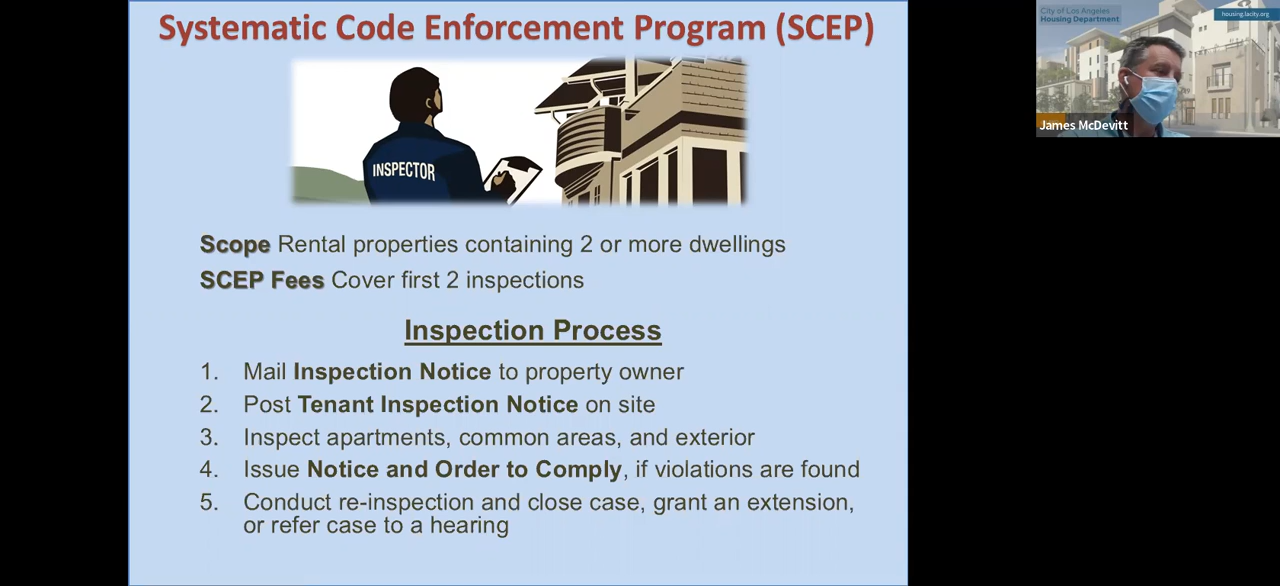 Systematic Code Enforcement Program (SCEP)
INSPECTOR
Scope Rental properties containing 2 or more dwellings
SCEP Fees Cover first 2 inspections
Inspection Process
1. Mail Inspection Notice to property owner
2. Post Tenant Inspection Notice on site
3. Inspect apartments, common areas, and exterior
4. Issue Notice and Order to Comply, if violations are found
5. Conduct re-inspection and close case, grant an extension,
or refer case to a hearing
City of Los Angeles
Housing Department
housing.lacity.org
James McDevitt